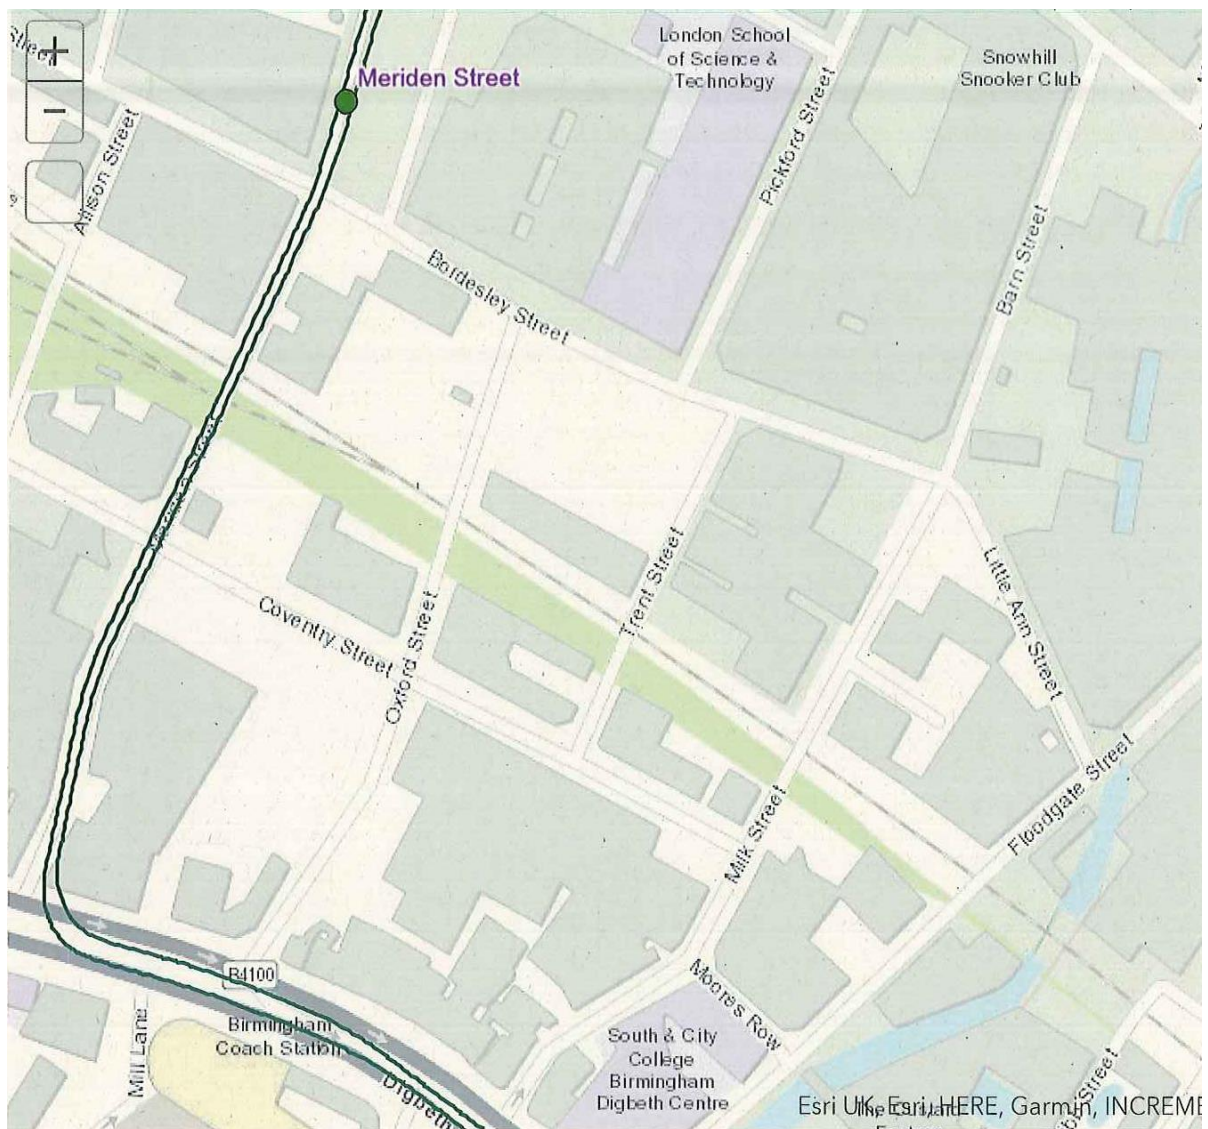 Street
+
−
Meriden Street
London School
of Science &
Technology
Snowhill
Snooker Club
Allison Street
Pickford Street
Barn Street
Bordesley Street
Little Ann Street
Trent Street
Coventry Street
Oxford Street
Floodgate Street
Milk Street
B4100
Moores Row
Birmingham
Coach Station
Mill Lane
South & City
College
Birmingham
Digbeth Centre
Digbeth
Street
Esri UK, Esri, HERE, Garmin, INCREME